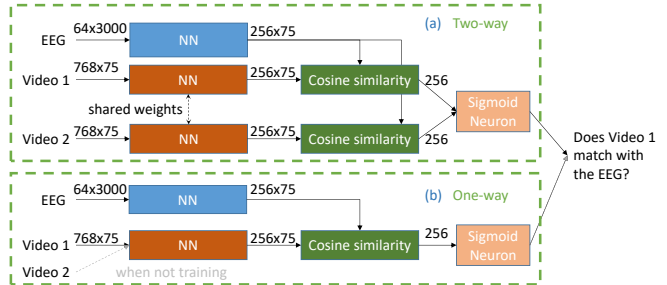 (a) Two-way
EEG 64x3000 NN 256x75
Video 1 768x75 NN 256x75 Cosine similarity 256
shared weights
Sigmoid
Neuron
Video 2 768x75 NN 256x75 Cosine similarity 256
Does Video 1
match with
the EEG?
(b) One-way
EEG 64x3000 NN 256x75
Video 1 768x75 NN 256x75 Cosine similarity 256
Sigmoid
Neuron
Video 2 when not training